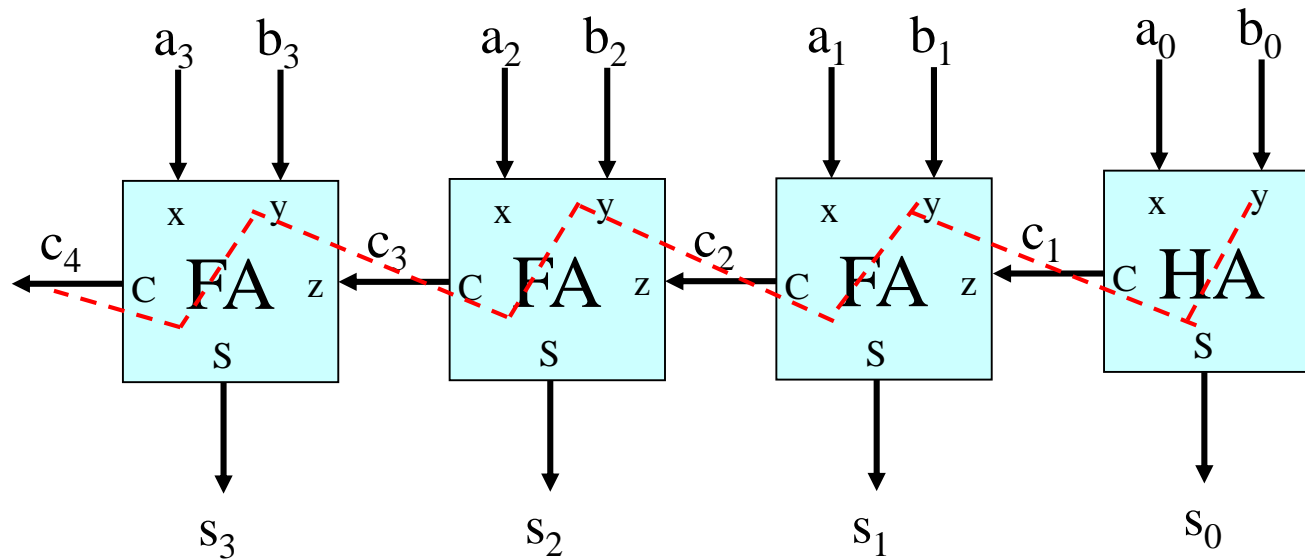 a₃ b₃ a₂ b₂ a₁ b₁ a₀ b₀
x y x y x y x y
c₄ c₃ c₂ c₁
C FA z C FA z C FA z C HA
S S S S
s₃ s₂ s₁ s₀